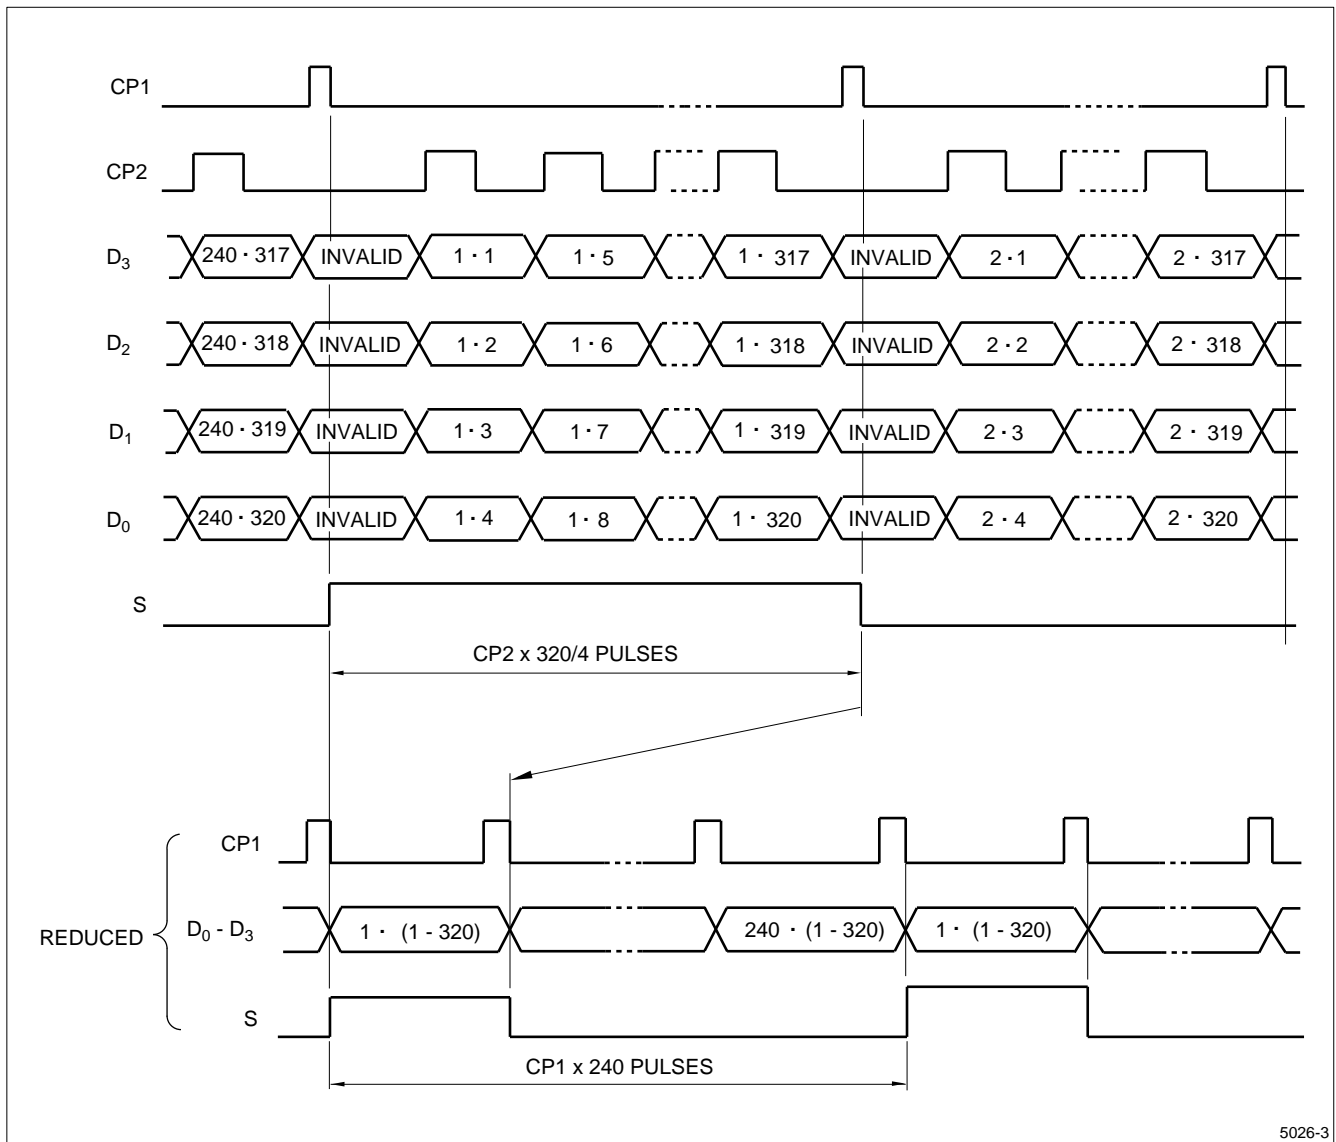 CP1
CP2
D3 240 · 317 INVALID 1 · 1 1 · 5 1 · 317 INVALID 2 · 1 2 · 317
D2 240 · 318 INVALID 1 · 2 1 · 6 1 · 318 INVALID 2 · 2 2 · 318
D1 240 · 319 INVALID 1 · 3 1 · 7 1 · 319 INVALID 2 · 3 2 · 319
D0 240 · 320 INVALID 1 · 4 1 · 8 1 · 320 INVALID 2 · 4 2 · 320
S
CP2 x 320/4 PULSES
CP1
REDUCED D0 - D3 1 · (1 - 320) 240 · (1 - 320) 1 · (1 - 320)
S
CP1 x 240 PULSES
5026-3